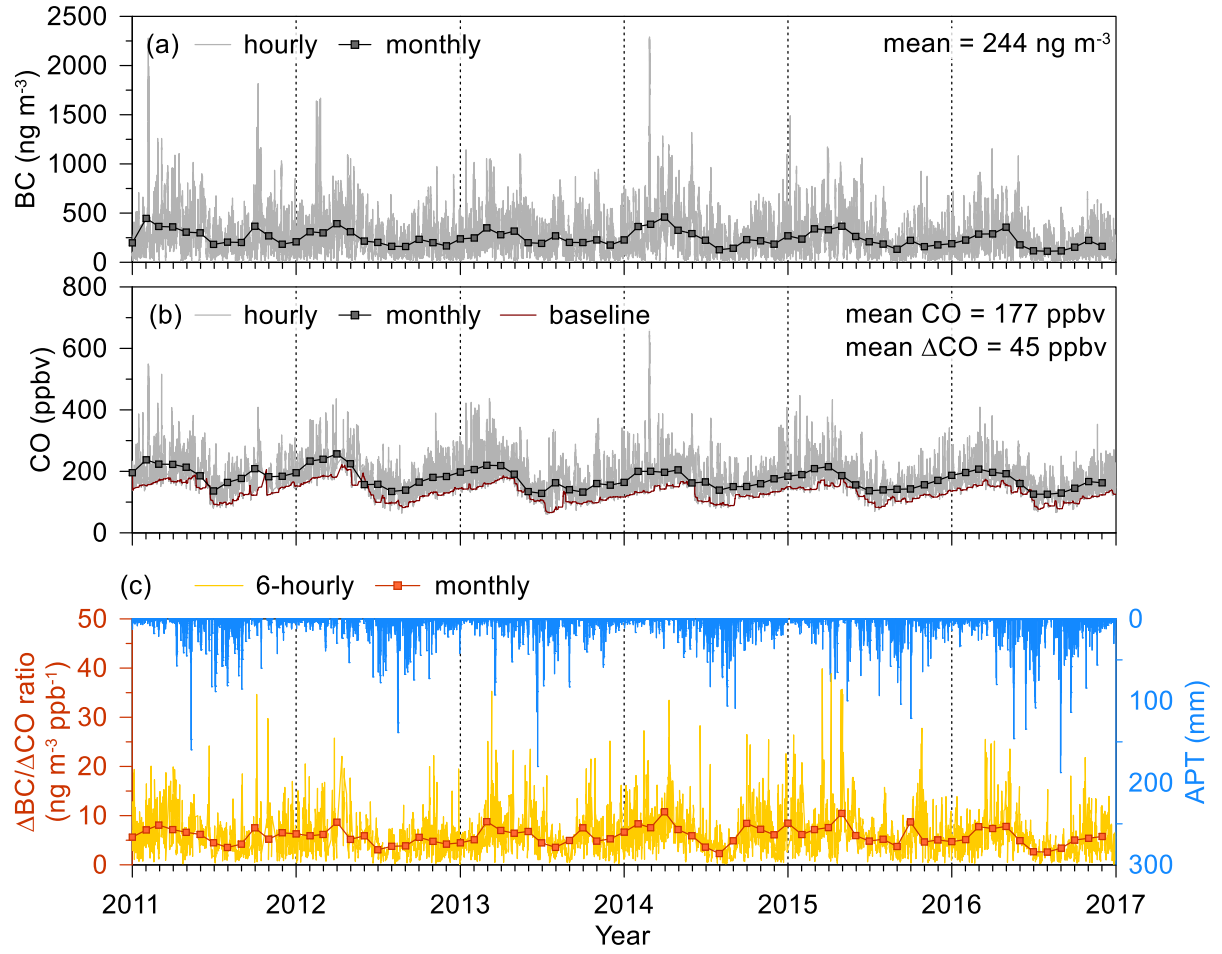 (a) hourly monthly mean = 244 ng m⁻³
BC (ng m⁻³)
2500
2000
1500
1000
500
0
(b) hourly monthly baseline mean CO = 177 ppbv
mean ΔCO = 45 ppbv
CO (ppbv)
800
600
400
200
0
(c) 6-hourly monthly
ΔBC/ΔCO ratio
(ng m⁻³ ppb⁻¹)
50
40
30
20
10
0
0
100
200
300
APT (mm)
2011 2012 2013 2014 2015 2016 2017
Year